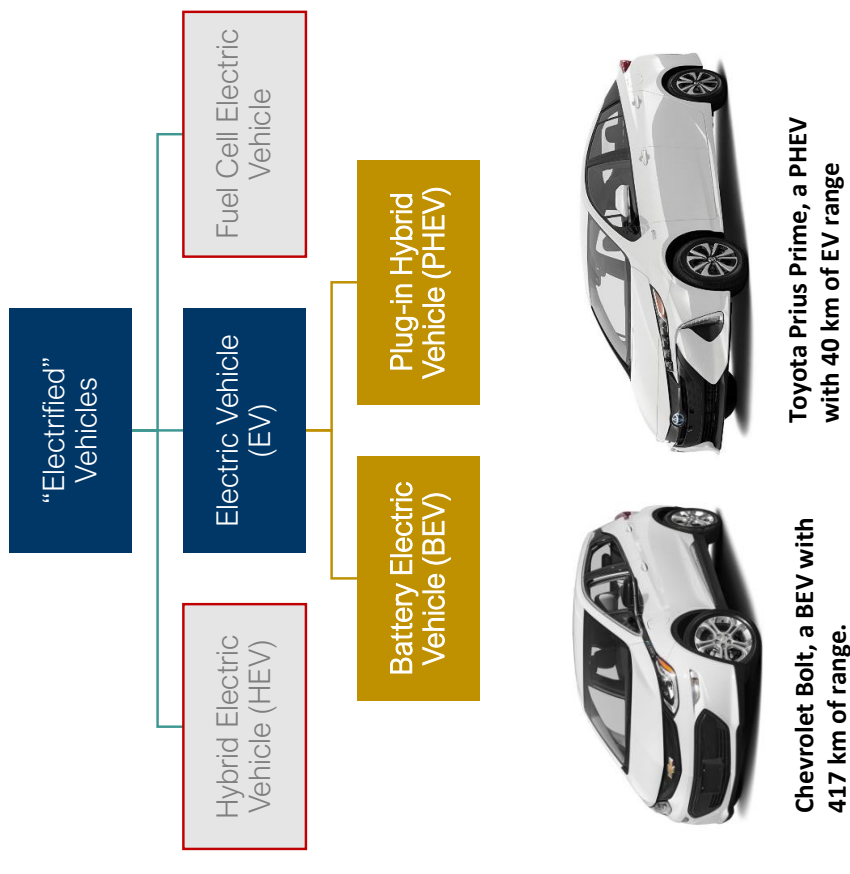 “Electrified”
Vehicles
Hybrid Electric
Vehicle (HEV)
Electric Vehicle
(EV)
Fuel Cell Electric
Vehicle
Battery Electric
Vehicle (BEV)
Plug-in Hybrid
Vehicle (PHEV)
Chevrolet Bolt, a BEV with
417 km of range.
Toyota Prius Prime, a PHEV
with 40 km of EV range